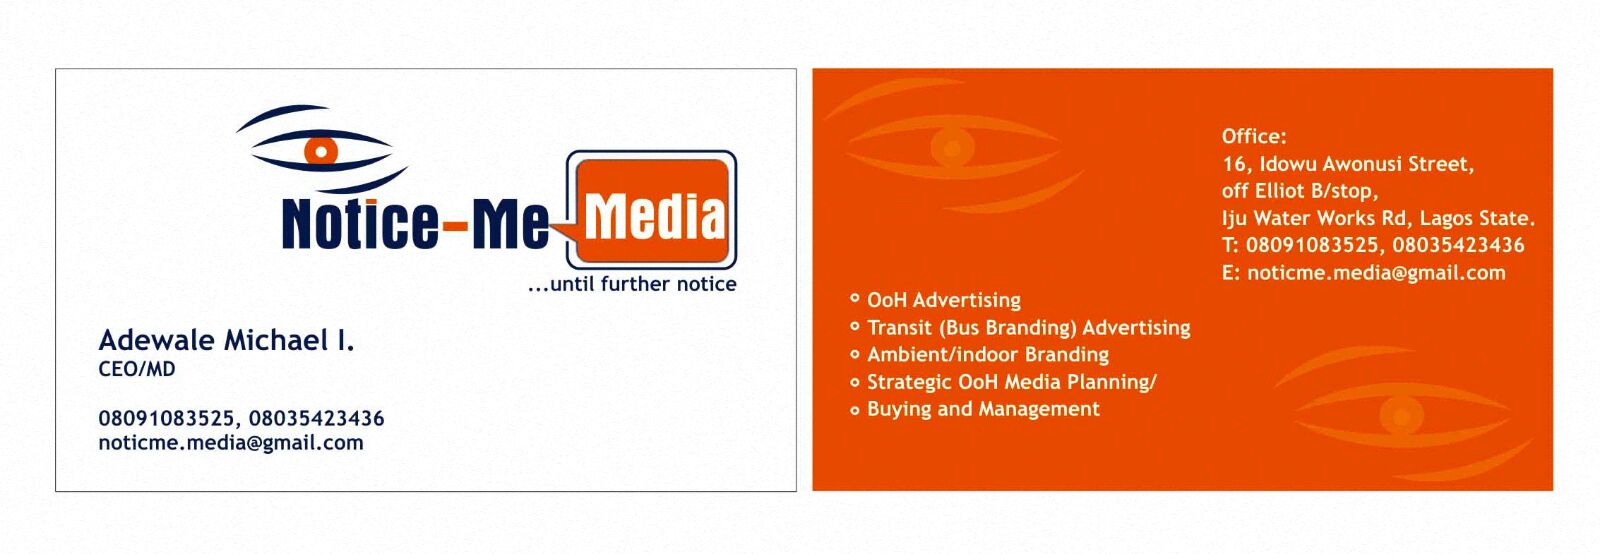 Notice-Me Media
...until further notice
Adewale Michael I.
CEO/MD
08091083525, 08035423436
noticme.media@gmail.com
Office:
16, Idowu Awonusi Street,
off Elliot B/stop,
Iju Water Works Rd, Lagos State.
T: 08091083525, 08035423436
E: noticme.media@gmail.com
OoH Advertising
Transit (Bus Branding) Advertising
Ambient/indoor Branding
Strategic OoH Media Planning/
Buying and Management